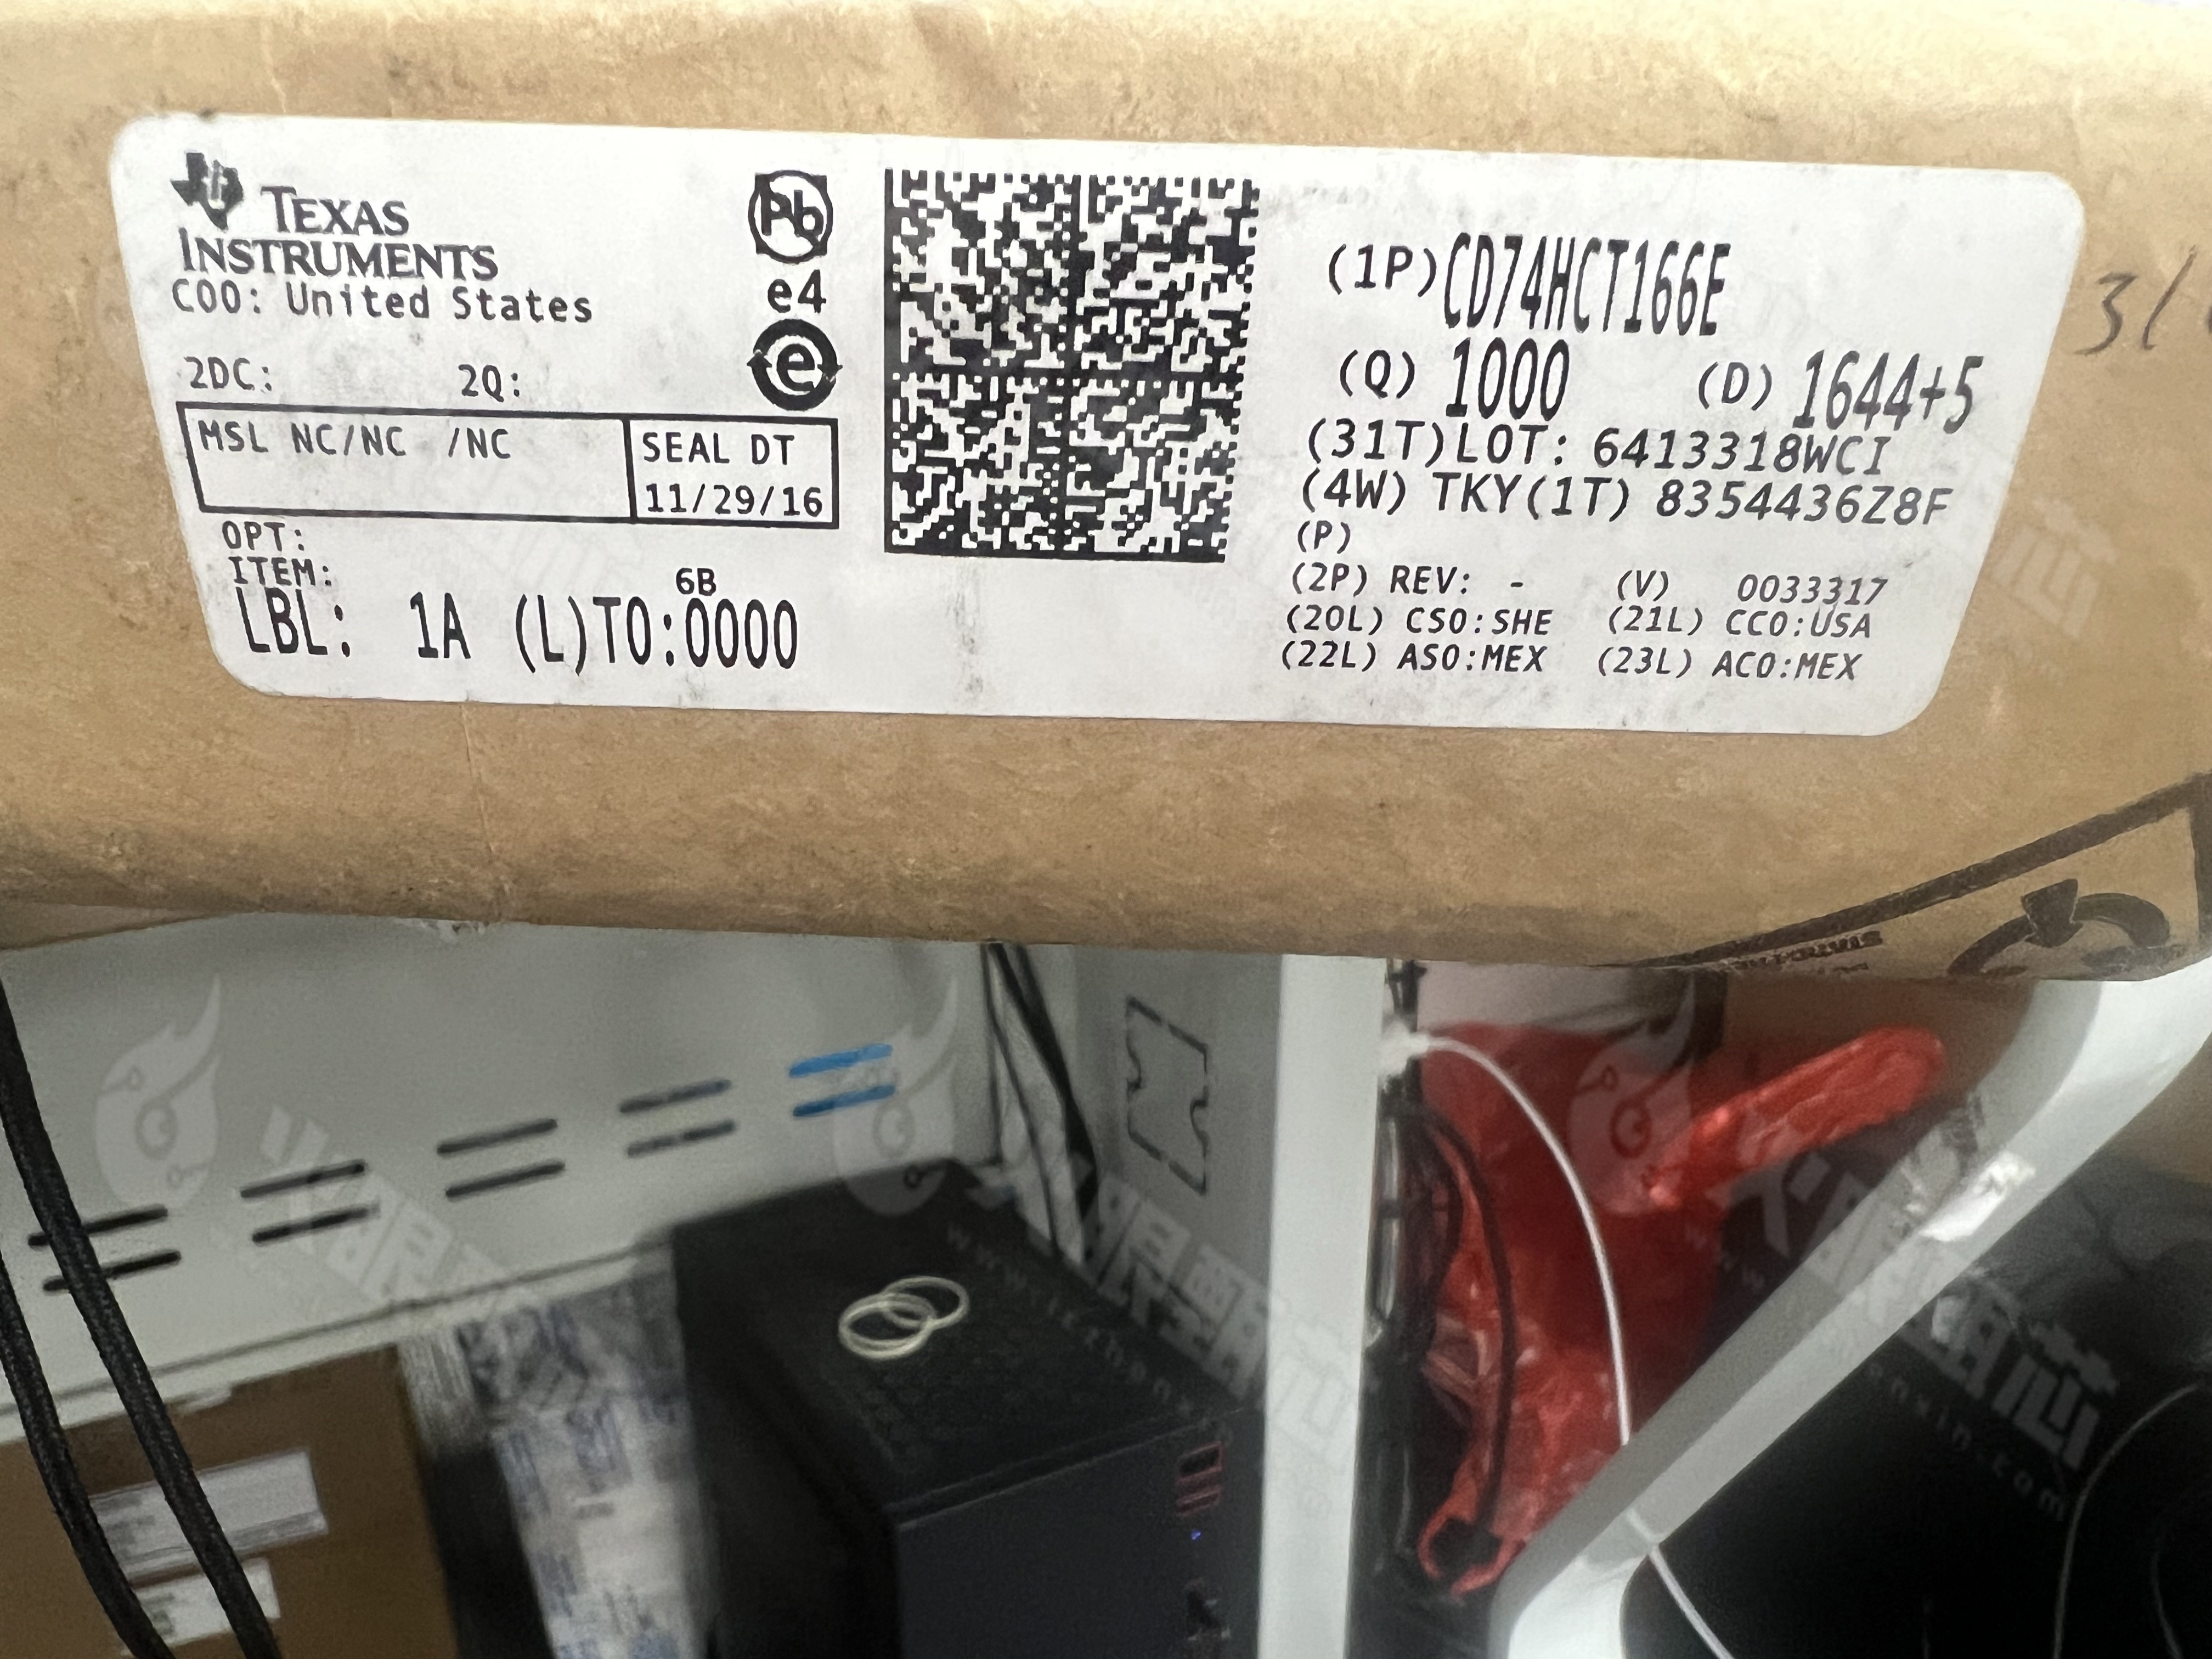 TEXAS
INSTRUMENTS
COO: United States
2DC: 2Q:
MSL NC/NC /NC
SEAL DT
11/29/16
OPT:
ITEM:
6B
LBL: 1A (L)TO:0000
Pb
e4
e
(1P)CD74HCT166E
(Q) 1000 (D) 1644+5
(31T)LOT: 6413318WCI
(4W) TKY(1T) 8354436Z8F
(P)
(2P) REV: - (V) 0033317
(20L) CSO:SHE (21L) CCO:USA
(22L) ASO:MEX (23L) ACO:MEX
3/